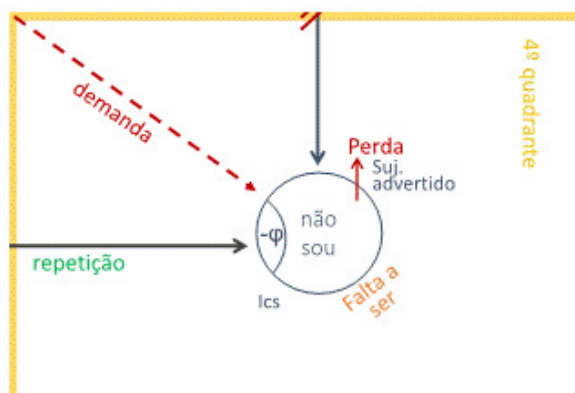 4º quadrante
demanda
Perda
Suj.
advertido
não
sou
-φ
repetição
Ics
Falta a
ser